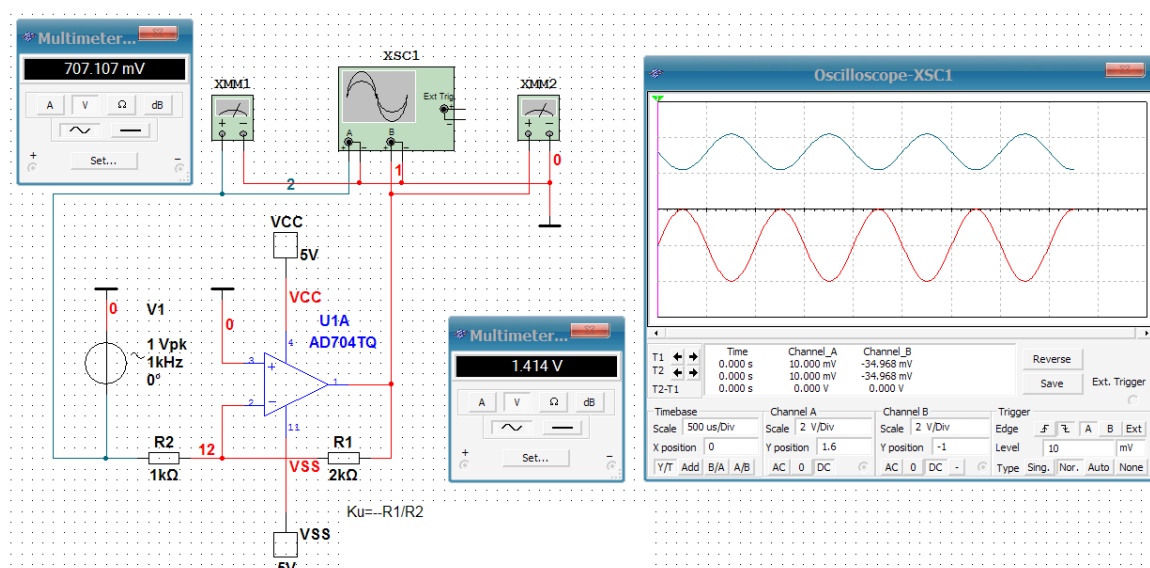 Multimeter...
707.107 mV
A V Ω dB
+ −
Set...
XMM1
+ −
XSC1
Ext Trig
+
−
A B
+ − + −
XMM2
+ −
0
1
2
VCC
5V
VCC
0
V1
0
1 Vpk
1kHz
0°
U1A
AD704TQ
4
3
+
1
2
−
11
R2
12
1kΩ
VSS
R1
2kΩ
Ku=--R1/R2
VSS
5V
Multimeter...
1.414 V
A V Ω dB
+ −
Set...
Oscilloscope-XSC1
Time Channel_A Channel_B
T1 0.000 s 10.000 mV -34.968 mV
T2 0.000 s 10.000 mV -34.968 mV
T2-T1 0.000 s 0.000 V 0.000 V
Reverse
Save
Ext. Trigger
Timebase
Scale 500 us/Div
X position 0
Y/T Add B/A A/B
Channel A
Scale 2 V/Div
Y position 1.6
AC 0 DC
Channel B
Scale 2 V/Div
Y position -1
AC 0 DC -
Trigger
Edge A B Ext
Level 10 mV
Type Sing. Nor. Auto None